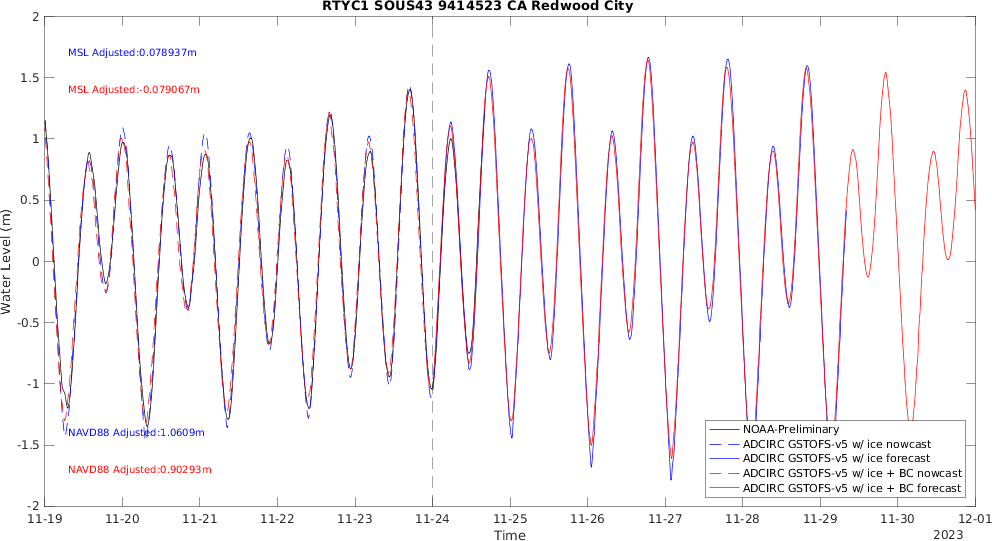 RTYC1 SOUS43 9414523 CA Redwood City
MSL Adjusted:0.078937m
MSL Adjusted:-0.079067m
NAVD88 Adjusted:1.0609m
NAVD88 Adjusted:0.90293m
Water Level (m)
2
1.5
1
0.5
0
-0.5
-1
-1.5
-2
NOAA-Preliminary
ADCIRC GSTOFS-v5 w/ ice nowcast
ADCIRC GSTOFS-v5 w/ ice forecast
ADCIRC GSTOFS-v5 w/ ice + BC nowcast
ADCIRC GSTOFS-v5 w/ ice + BC forecast
11-19 11-20 11-21 11-22 11-23 11-24 11-25 11-26 11-27 11-28 11-29 11-30 12-01
Time
2023